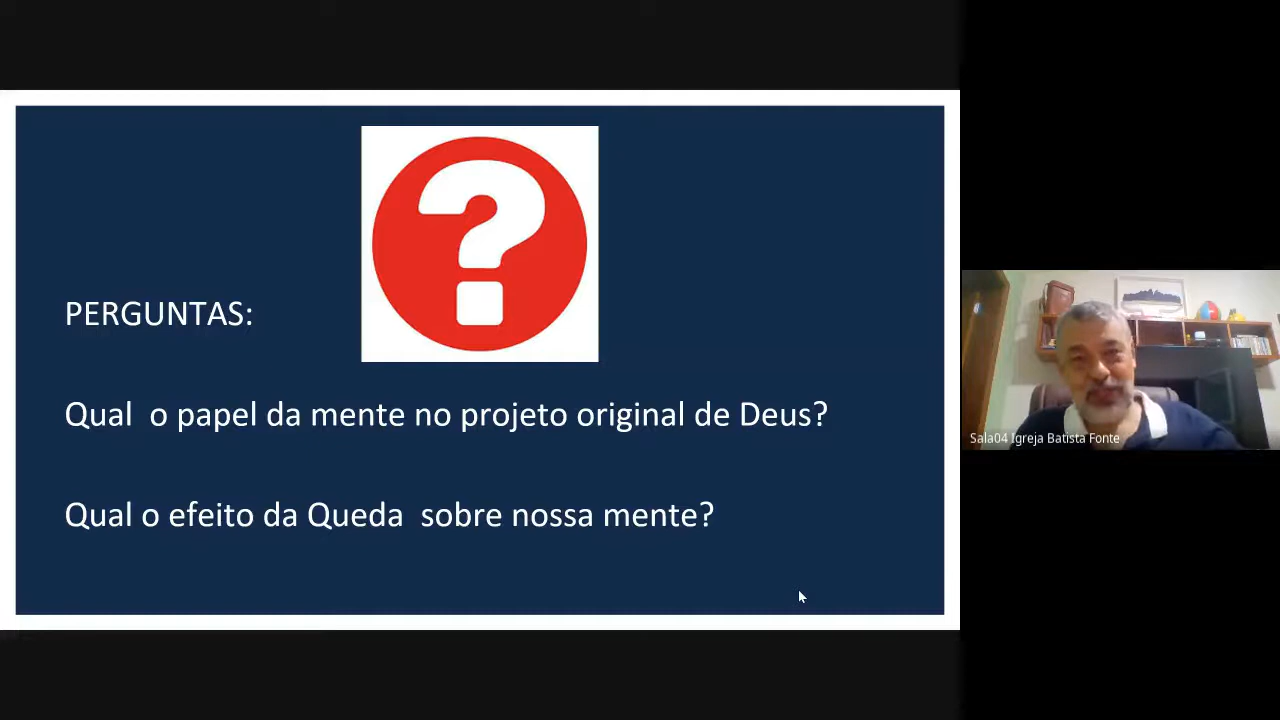 PERGUNTAS:
Qual o papel da mente no projeto original de Deus?
Qual o efeito da Queda sobre nossa mente?
Sala04 Igreja Batista Fonte